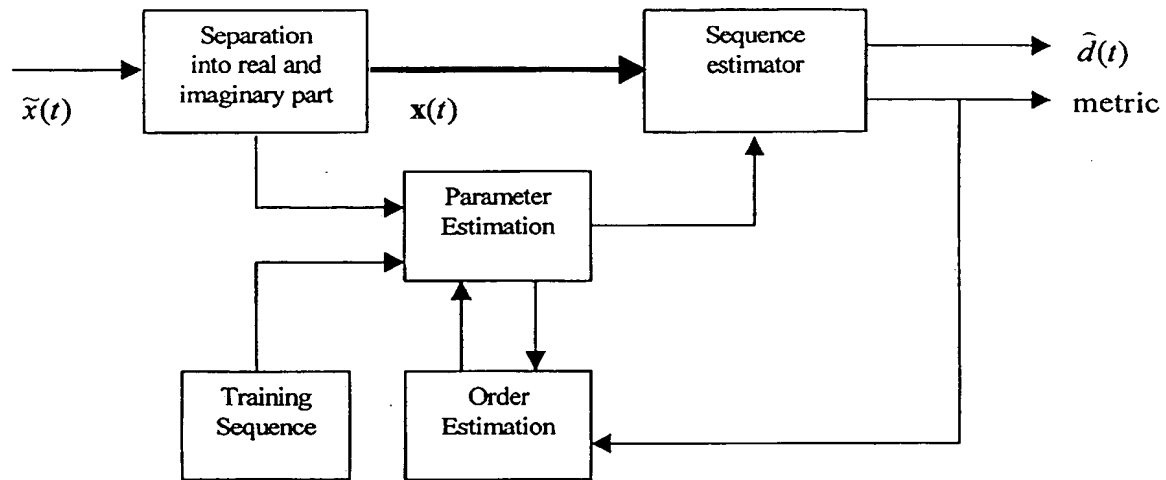 Separation
into real and
imaginary part
Sequence
estimator
x̃(t)
x(t)
d̂(t)
metric
Parameter
Estimation
Training
Sequence
Order
Estimation